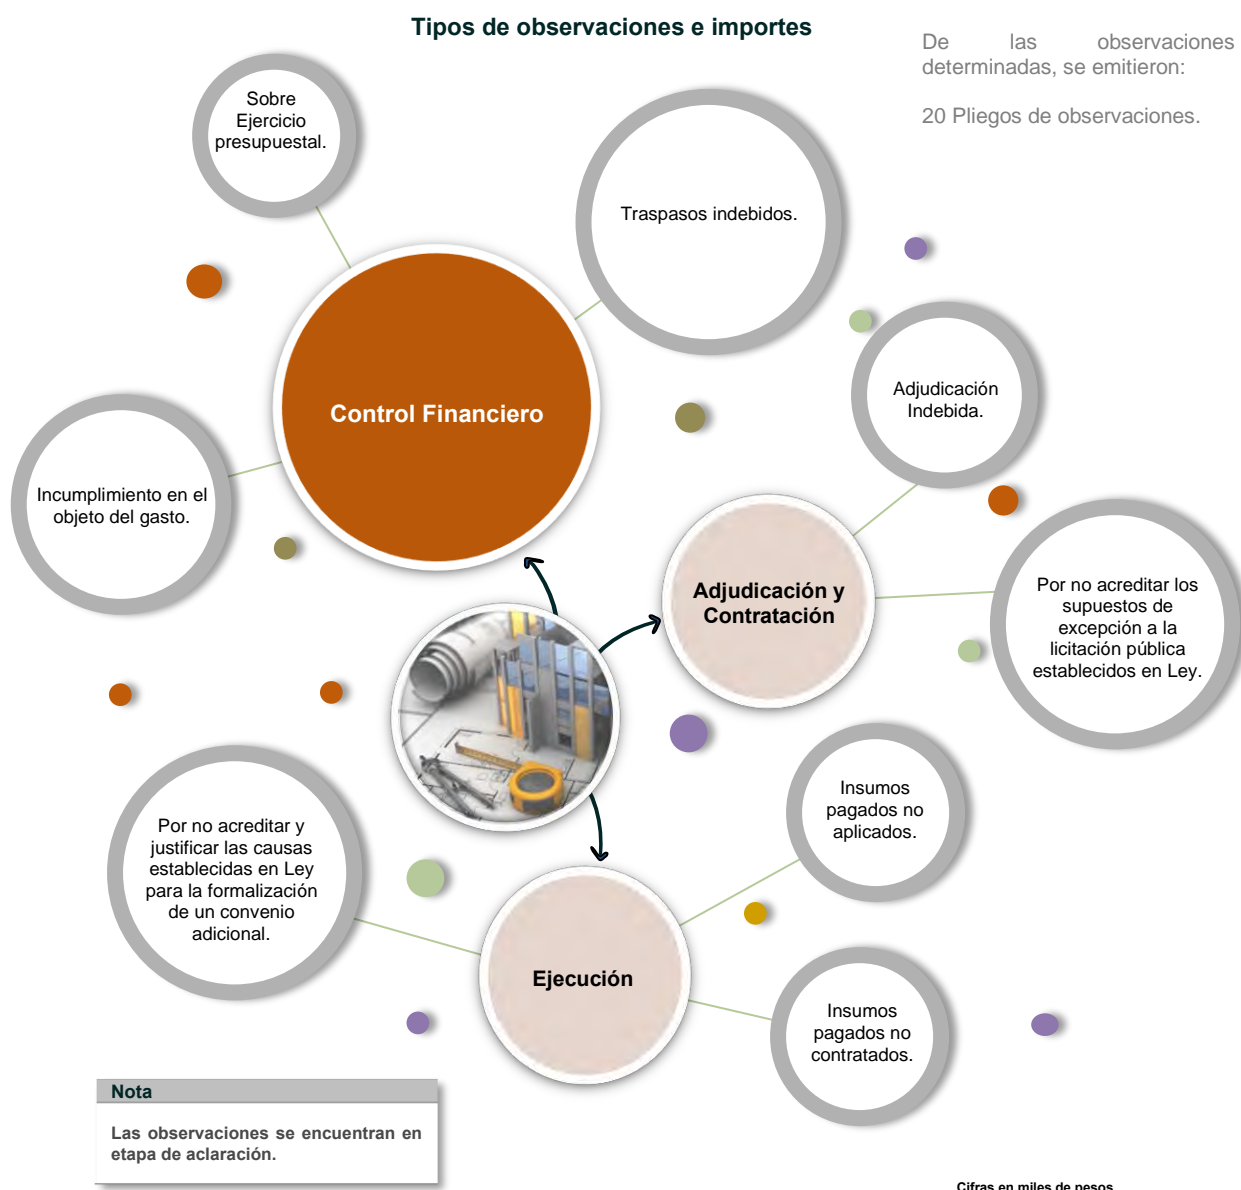 Tipos de observaciones e importes
De las observaciones
determinadas, se emitieron:
20 Pliegos de observaciones.
Sobre
Ejercicio
presupuestal.
Traspasos indebidos.
Control Financiero
Adjudicación
Indebida.
Incumplimiento en el
objeto del gasto.
Adjudicación y
Contratación
Por no acreditar los
supuestos de
excepción a la
licitación pública
establecidos en Ley.
Insumos
pagados no
aplicados.
Por no acreditar y
justificar las causas
establecidas en Ley
para la formalización
de un convenio
adicional.
Ejecución
Insumos
pagados no
contratados.
Nota
Las observaciones se encuentran en
etapa de aclaración.
Cifras en miles de pesos